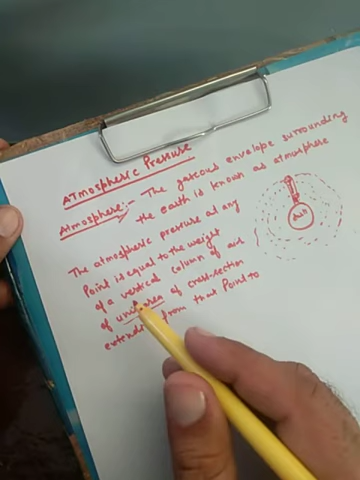 Atmospheric Pressure
Atmosphere:- The gaseous envelope surrounding
the earth is known as atmosphere
The atmospheric pressure at any
Point is equal to the weight
of a vertical column of air
of unit area of cross-section
extends from that Point to